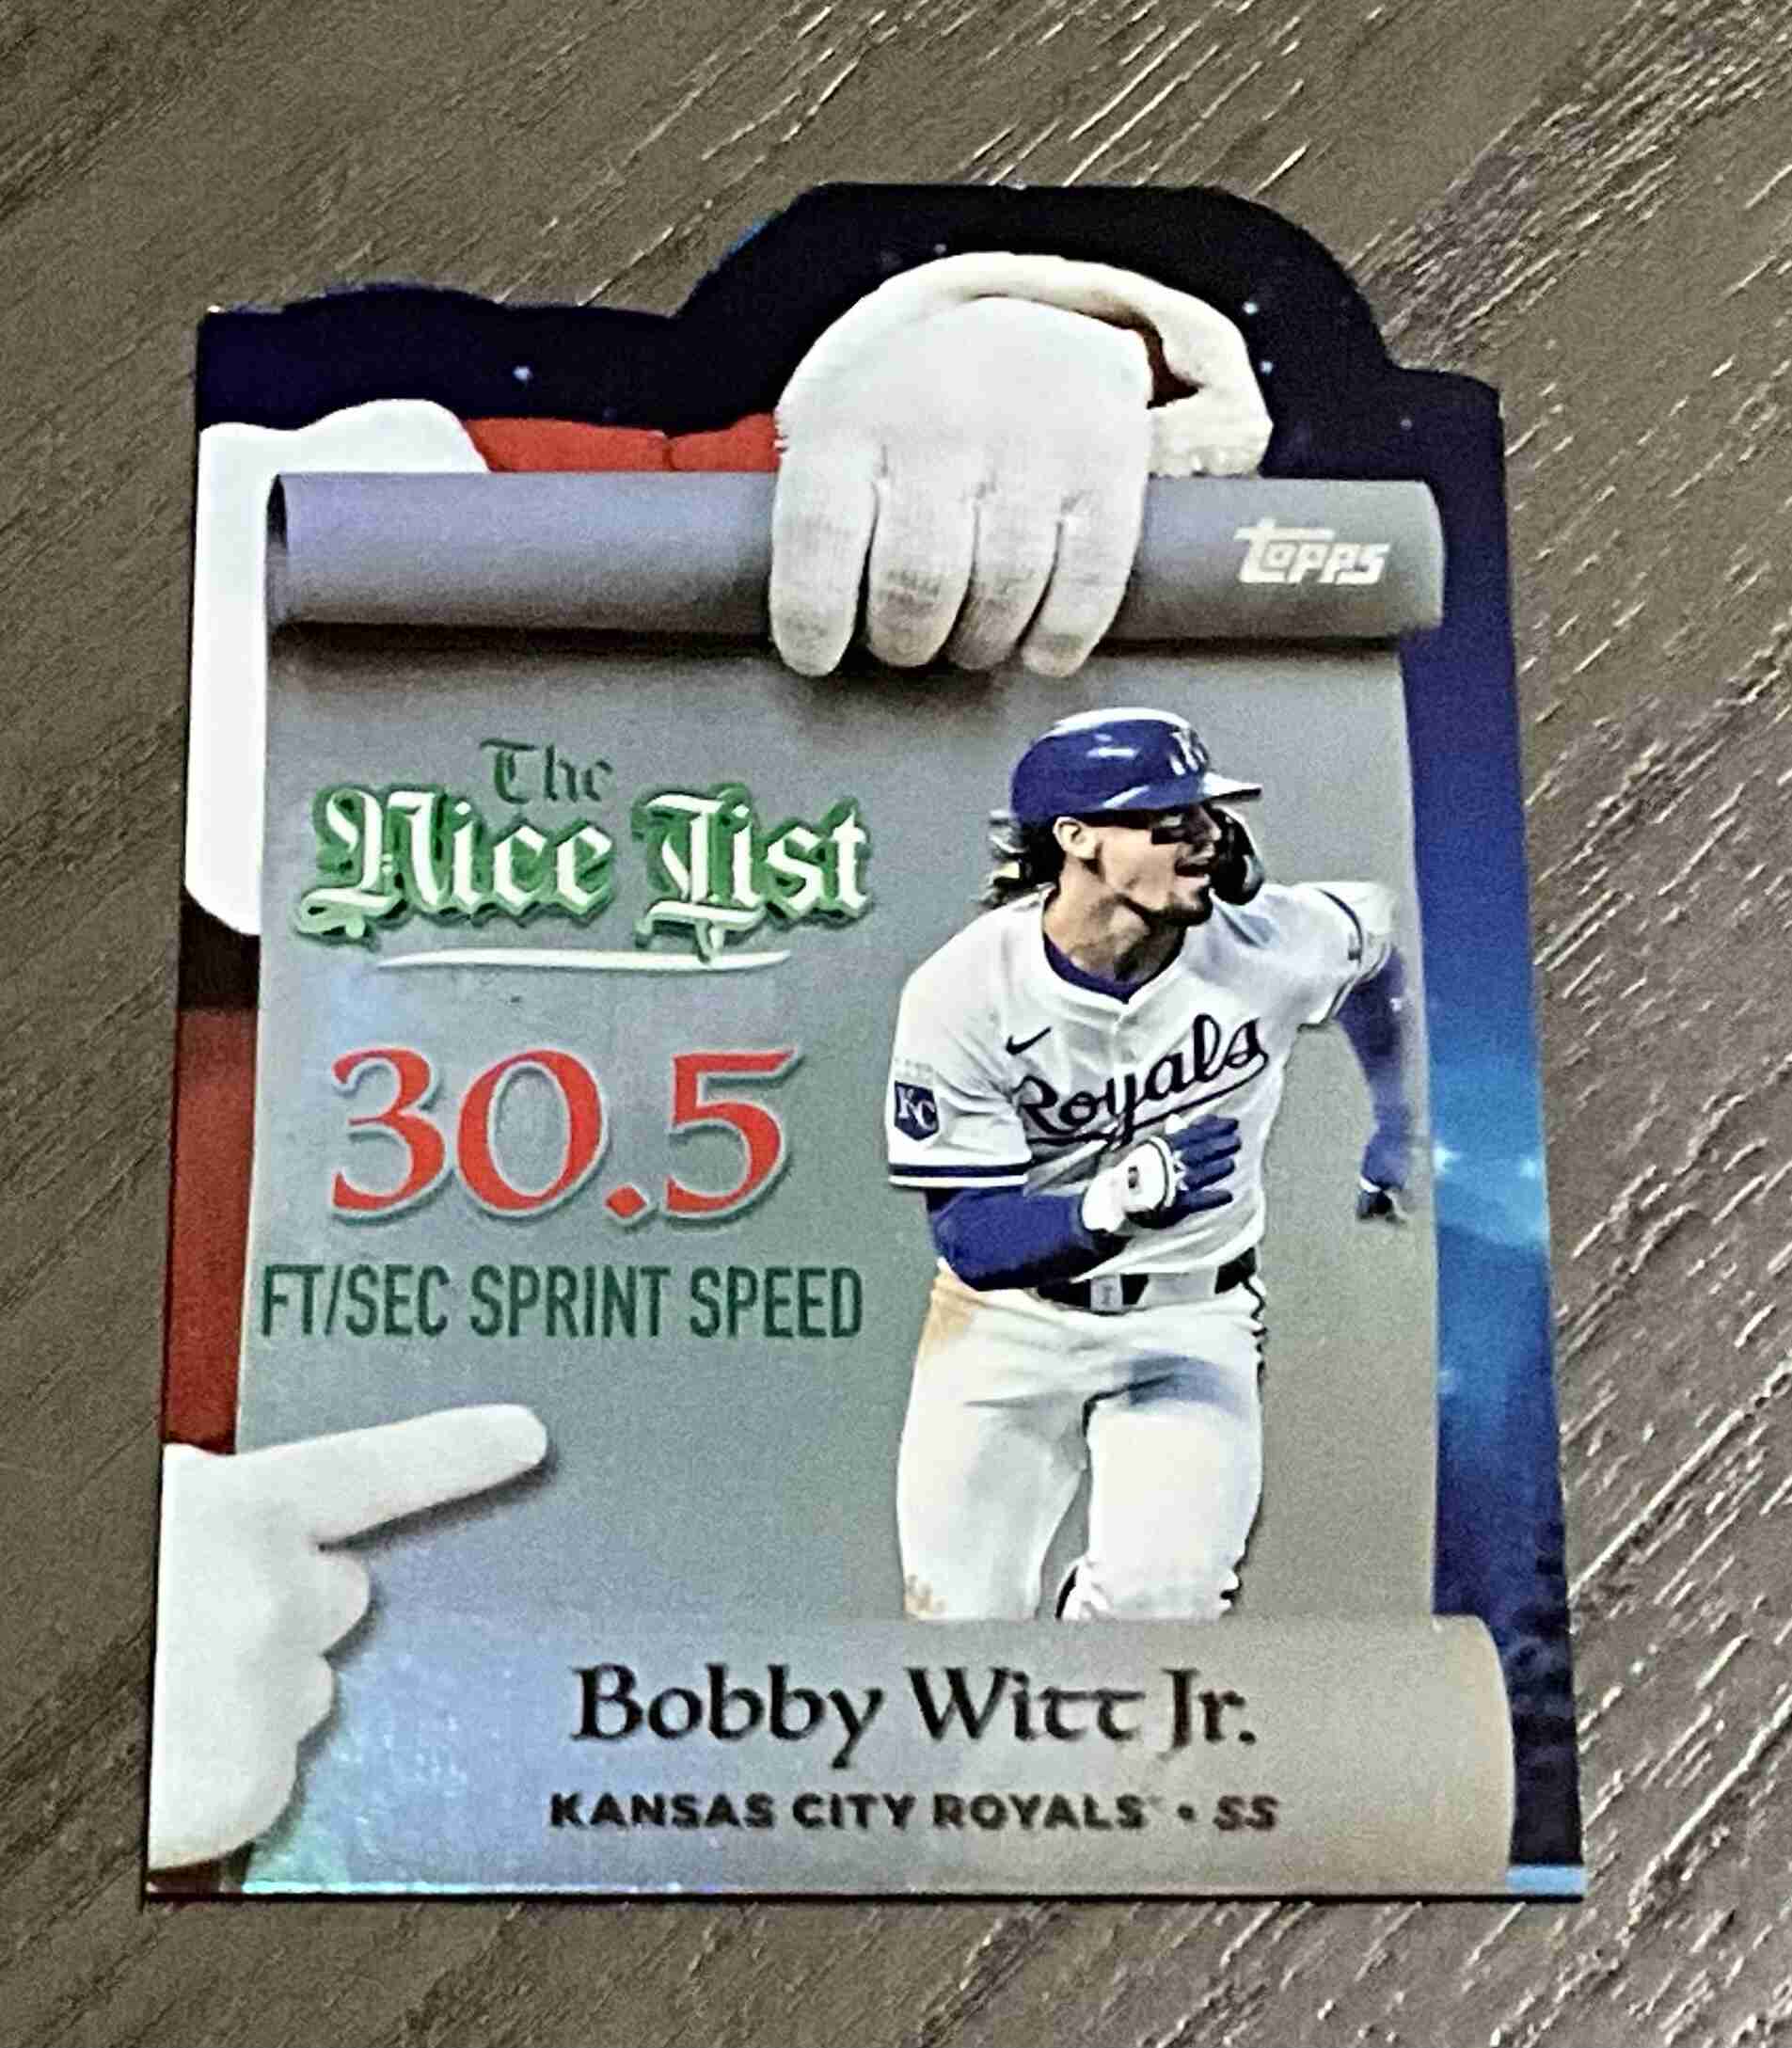 topps
The
Nice List
30.5
FT/SEC SPRINT SPEED
Royals
KC
Bobby Witt Jr.
KANSAS CITY ROYALS • SS